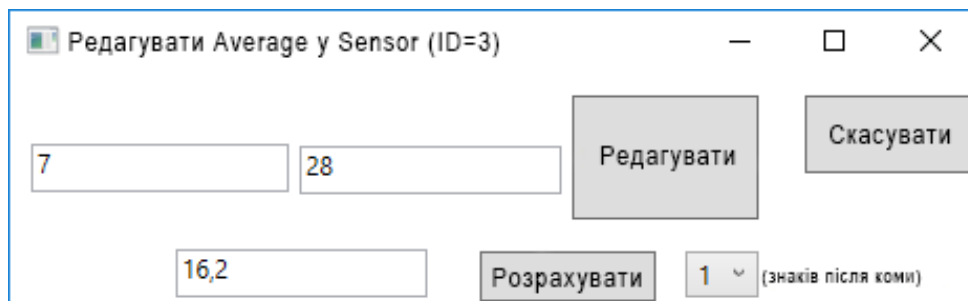 Редагувати Average у Sensor (ID=3)
7
28
Редагувати
Скасувати
16,2
Розрахувати
1
(знаків після коми)